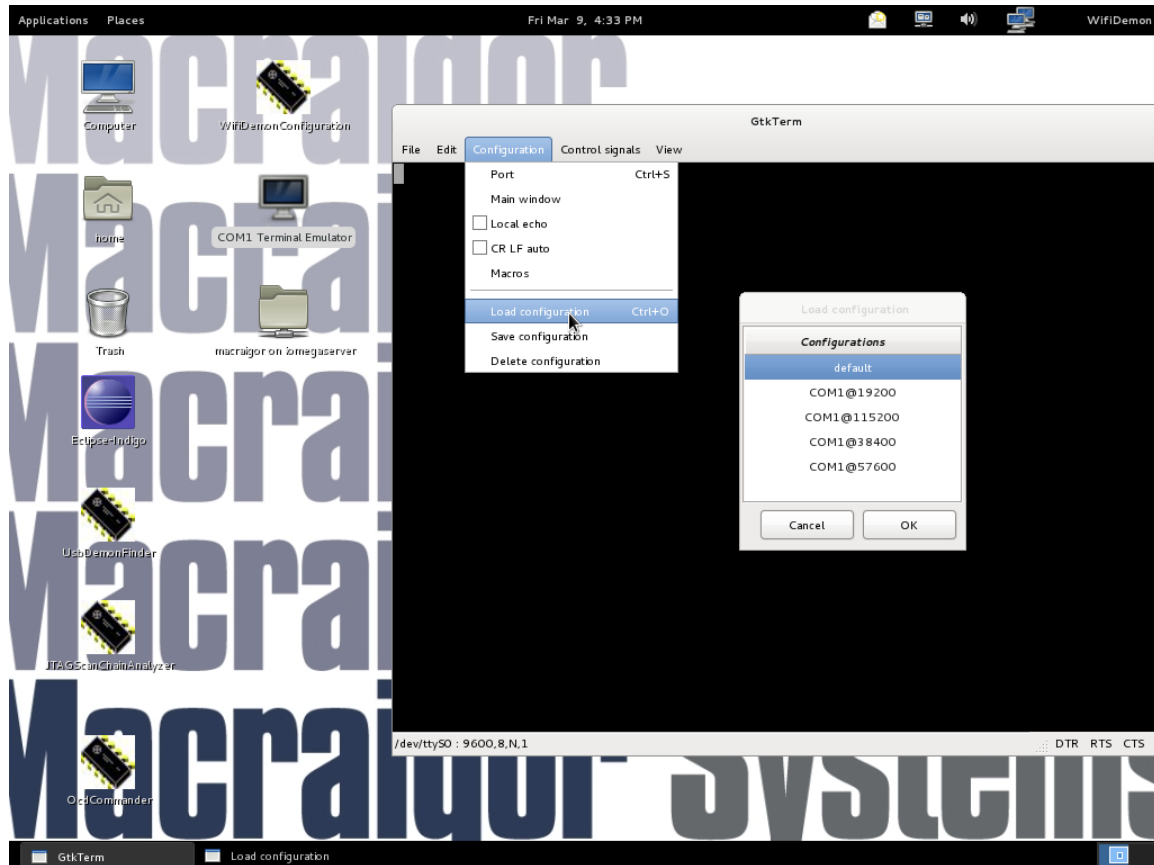 Applications Places Fri Mar 9, 4:33 PM WifiDemon
Macraigor
Computer
WifiDemonConfiguration
GtkTerm
File Edit Configuration Control signals View
Port Ctrl+S
Main window
Local echo
CR LF auto
Macros
Load configuration Ctrl+O
Save configuration
Delete configuration
home
COM1 Terminal Emulator
Trash
macraigor on iomegaserver
Load configuration
Configurations
default
COM1@19200
COM1@115200
COM1@38400
COM1@57600
Cancel OK
Eclipse-Indigo
UsbDemonFinder
JTAGScanChainAnalyzer
OcdCommander
/dev/ttyS0 : 9600,8,N,1 DTR RTS CTS
Macraigor Systems
GtkTerm Load configuration